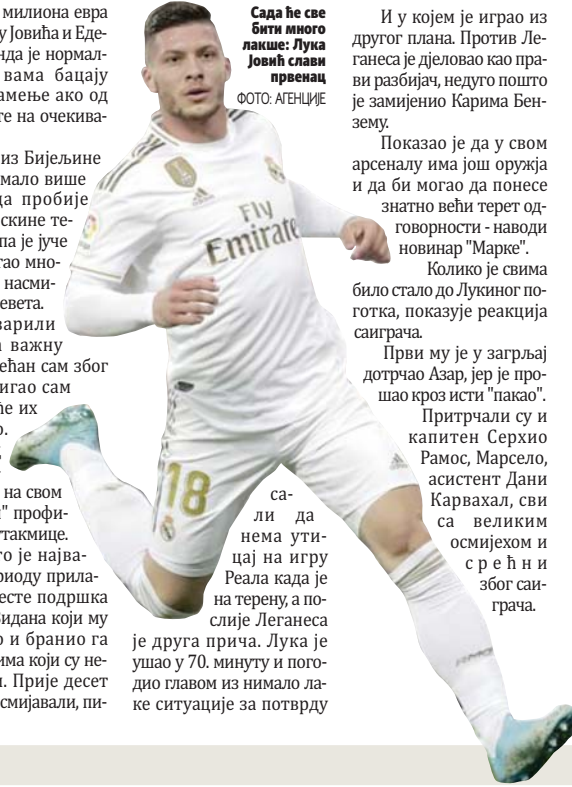 милиона евра
у Јовића и Еде-
нда је нормал-
вама бацају
амење ако од
те на очекива-
из Бијељине
мало више
да пробије
скине те-
па је јуче
гао мно-
насми-
евета.
варили
важну
ећан сам због
игао сам
ће их
о.
на свом
" профи-
утакмице.
го је најва-
риоду прила-
јесте подршка
Зидана који му
о и бранио га
има који су не-
и. Прије десет
смијавали, пи-
Сада ће све
бити много
лакше: Лука
Јовић слави
првенац
ФОТО: АГЕНЦИЈЕ
Fly
Emirates
adidas
18
са-
ли да
нема ути-
цај на игру
Реала када је
на терену, а по-
слије Леганеса
је друга прича. Лука је
ушао у 70. минуту и пого-
дио главом из нимало ла-
ке ситуације за потврду
И у којем је играо из
другог плана. Против Ле-
ганеса је дјеловао као пра-
ви разбијач, недуго пошто
је замијенио Карима Бен-
зему.
Показао је да у свом
арсеналу има још оружја
и да би могао да понесе
знатно већи терет од-
говорности - наводи
новинар "Марке".
Колико је свима
било стало до Лукиног по-
готка, показује реакција
саиграча.
Први му је у загрљај
дотрчао Азар, јер је про-
шао кроз исти "пакао".
Притрчали су и
капитен Серхио
Рамос, Марсело,
асистент Дани
Карвахал, сви
са великим
осмијехом и
срећни
због саи-
грача.